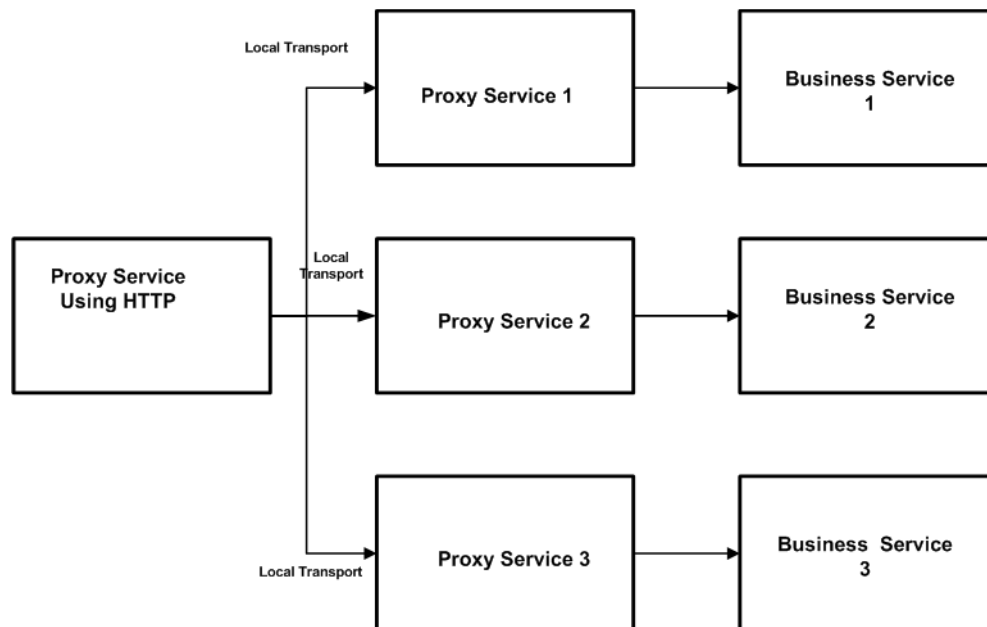 Local Transport
Proxy Service 1
Business Service
1
Proxy Service
Using HTTP
Local
Transport
Proxy Service 2
Business Service
2
Local Transport
Proxy Service 3
Business Service
3